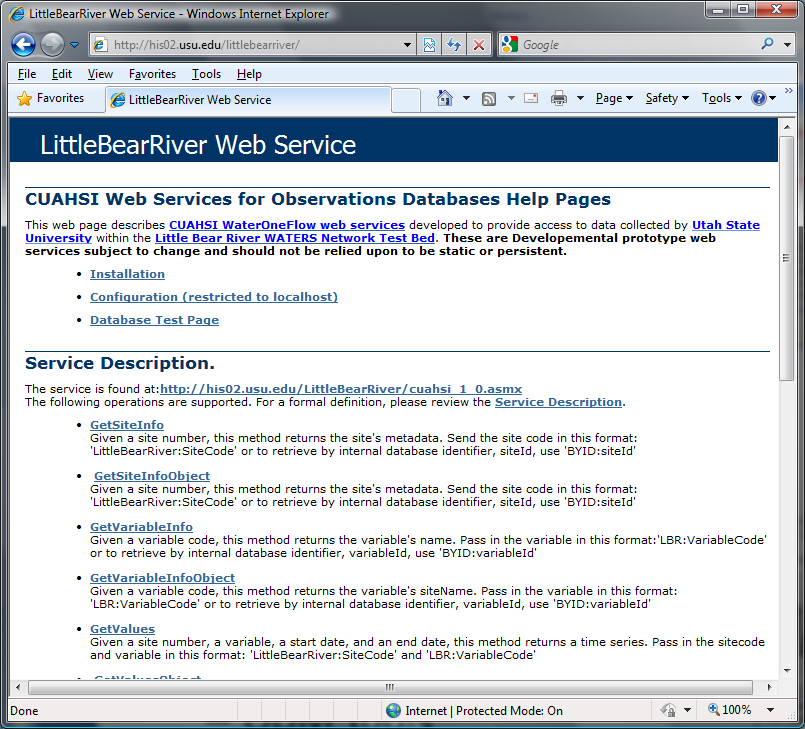 LittleBearRiver Web Service - Windows Internet Explorer
http://his02.usu.edu/littlebearriver/
Google
File Edit View Favorites Tools Help
Favorites LittleBearRiver Web Service Page Safety Tools
LittleBearRiver Web Service
CUAHSI Web Services for Observations Databases Help Pages
This web page describes CUAHSI WaterOneFlow web services developed to provide access to data collected by Utah State
University within the Little Bear River WATERS Network Test Bed. These are Developemental prototype web
services subject to change and should not be relied upon to be static or persistent.
• Installation
• Configuration (restricted to localhost)
• Database Test Page
Service Description.
The service is found at:http://his02.usu.edu/LittleBearRiver/cuahsi_1_0.asmx
The following operations are supported. For a formal definition, please review the Service Description.
• GetSiteInfo
Given a site number, this method returns the site's metadata. Send the site code in this format:
'LittleBearRiver:SiteCode' or to retrieve by internal database identifier, siteId, use 'BYID:siteId'
• GetSiteInfoObject
Given a site number, this method returns the site's metadata. Send the site code in this format:
'LittleBearRiver:SiteCode' or to retrieve by internal database identifier, siteId, use 'BYID:siteId'
• GetVariableInfo
Given a variable code, this method returns the variable's name. Pass in the variable in this format:'LBR:VariableCode'
or to retrieve by internal database identifier, variableId, use 'BYID:variableId'
• GetVariableInfoObject
Given a variable code, this method returns the variable's siteName. Pass in the variable in this format:
'LBR:VariableCode' or to retrieve by internal database identifier, variableId, use 'BYID:variableId'
• GetValues
Given a site number, a variable, a start date, and an end date, this method returns a time series. Pass in the sitecode
and variable in this format: 'LittleBearRiver:SiteCode' and 'LBR:VariableCode'
• GetValuesObject
Done Internet | Protected Mode: On 100%